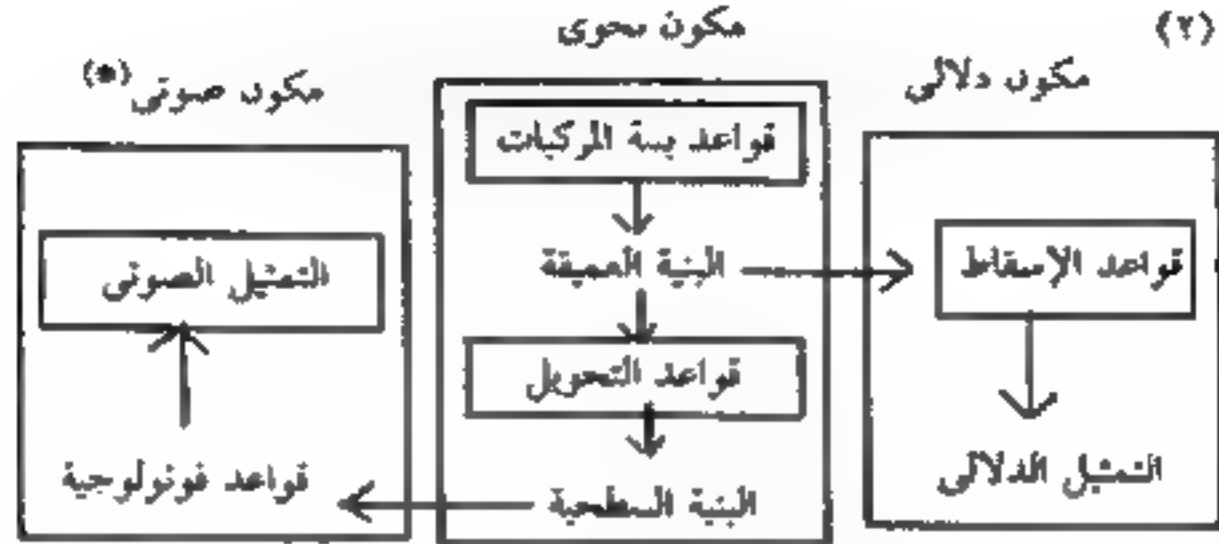 (٢)
مكون نحوى
مكون دلالى
مكون صوتى (*)
قواعد بنية المركبات
البنية العميقة
قواعد التحويل
البنية السطحية
قواعد الإسقاط
التمثيل الدلالى
التمثيل الصوتى
قواعد فونولوجية